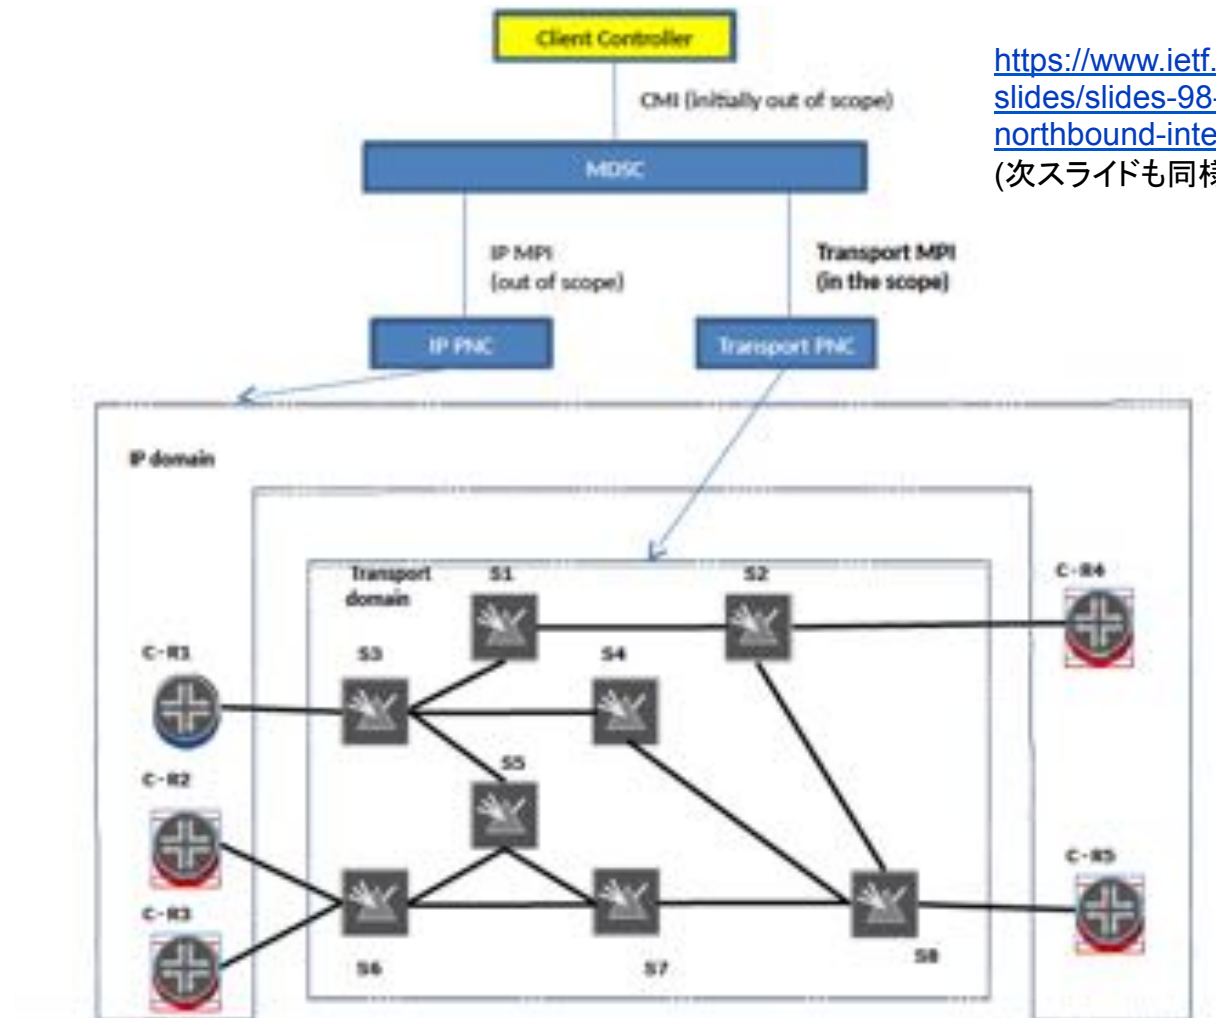 Client Controller
https://www.ietf.
slides/slides-98-
northbound-inte
(次スライドも同様
CMI (initially out of scope)
MDSC
IP MPI
(out of scope)
Transport MPI
(in the scope)
IP PNC
Transport PNC
IP domain
Transport
domain
S1
S2
C-R4
C-R1
S3
S4
C-R2
S5
C-R5
C-R3
S6
S7
S8